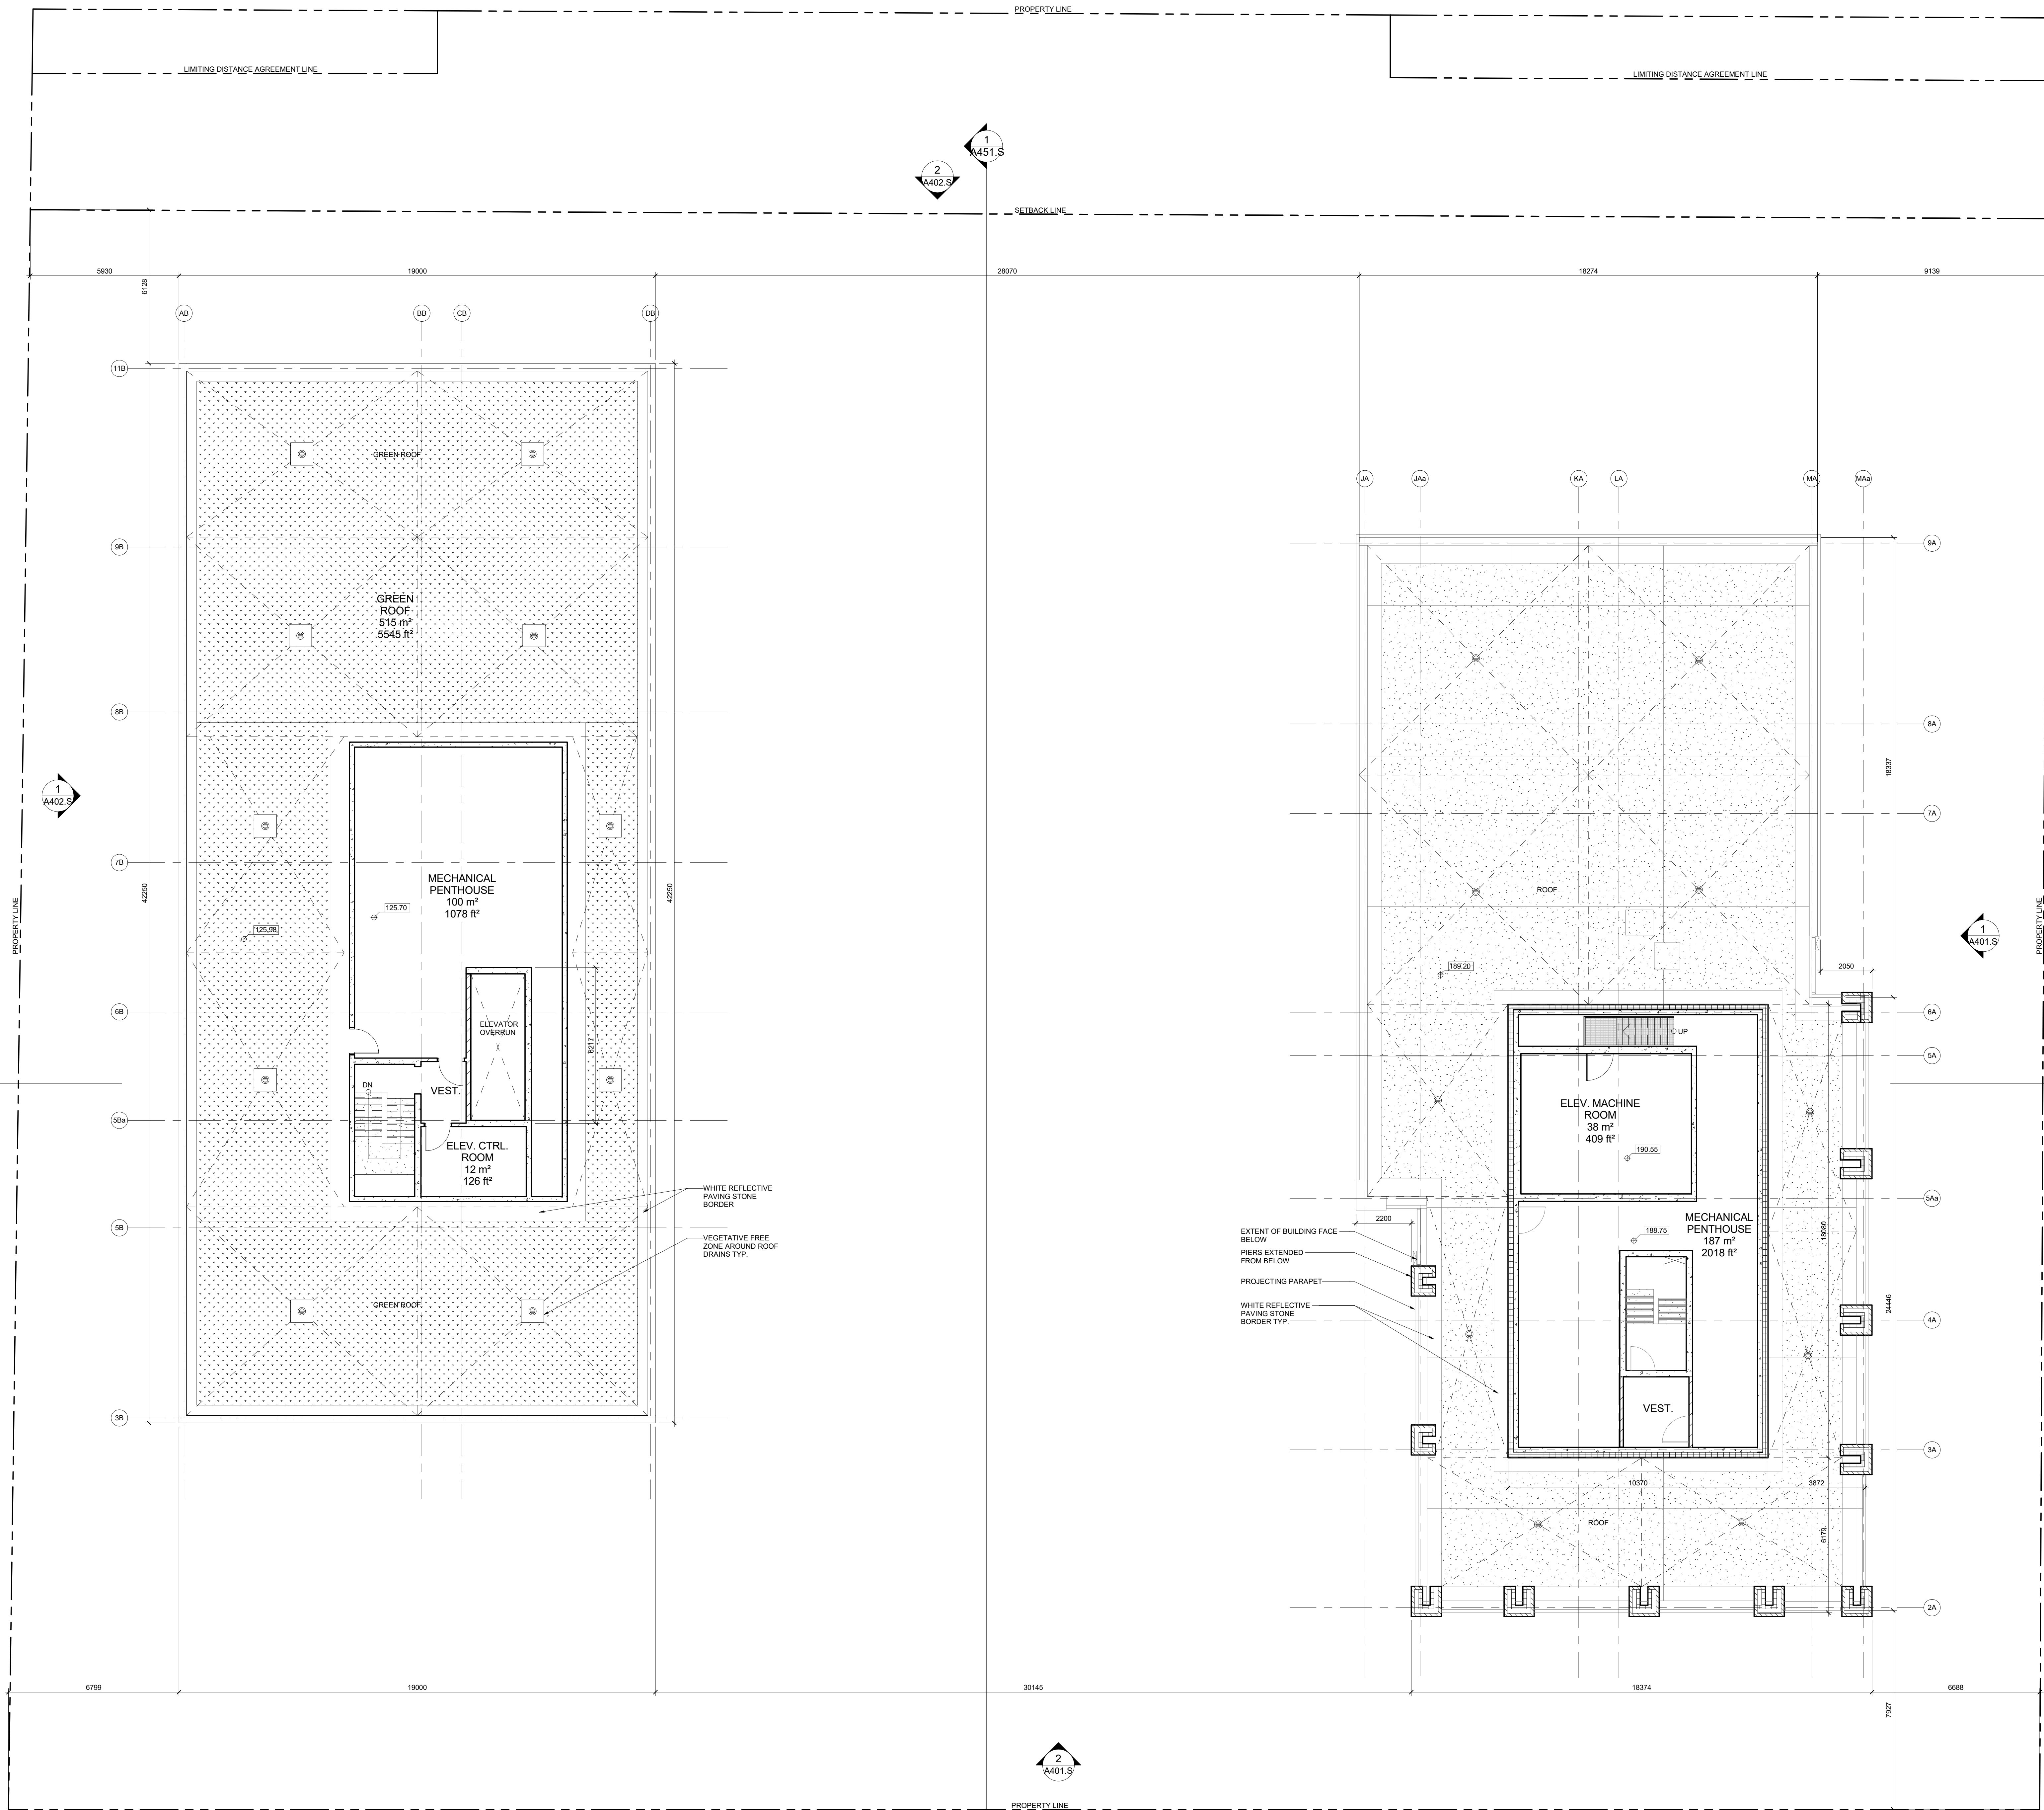 PROPERTY LINE
LIMITING DISTANCE AGREEMENT LINE
LIMITING DISTANCE AGREEMENT LINE
1
A451.S
2
A402.S
SETBACK LINE
5930
19000
28070
18274
9139
6128
AB
BB
CB
DB
11B
9B
8B
7B
6B
5Ba
5B
3B
GREEN ROOF
GREEN
ROOF
515 m²
5545 ft²
42250
42250
1
A402.S
PROPERTY LINE
MECHANICAL
PENTHOUSE
100 m²
1078 ft²
125.70
125.98
ELEVATOR
OVERRUN
6217
DN
VEST.
ELEV. CTRL.
ROOM
12 m²
126 ft²
WHITE REFLECTIVE
PAVING STONE
BORDER
VEGETATIVE FREE
ZONE AROUND ROOF
DRAINS TYP.
GREEN ROOF
JA
JAa
KA
LA
MA
MAa
9A
8A
7A
6A
5A
5Aa
4A
3A
2A
18337
ROOF
189.20
1
A401.S
PROPERTY LINE
2050
UP
ELEV. MACHINE
ROOM
38 m²
409 ft²
190.55
2200
MECHANICAL
PENTHOUSE
187 m²
2018 ft²
188.75
18080
24446
EXTENT OF BUILDING FACE
BELOW
PIERS EXTENDED
FROM BELOW
PROJECTING PARAPET
WHITE REFLECTIVE
PAVING STONE
BORDER TYP.
VEST.
10370
3872
ROOF
6179
6799
19000
30145
18374
6688
7927
2
A401.S
PROPERTY LINE